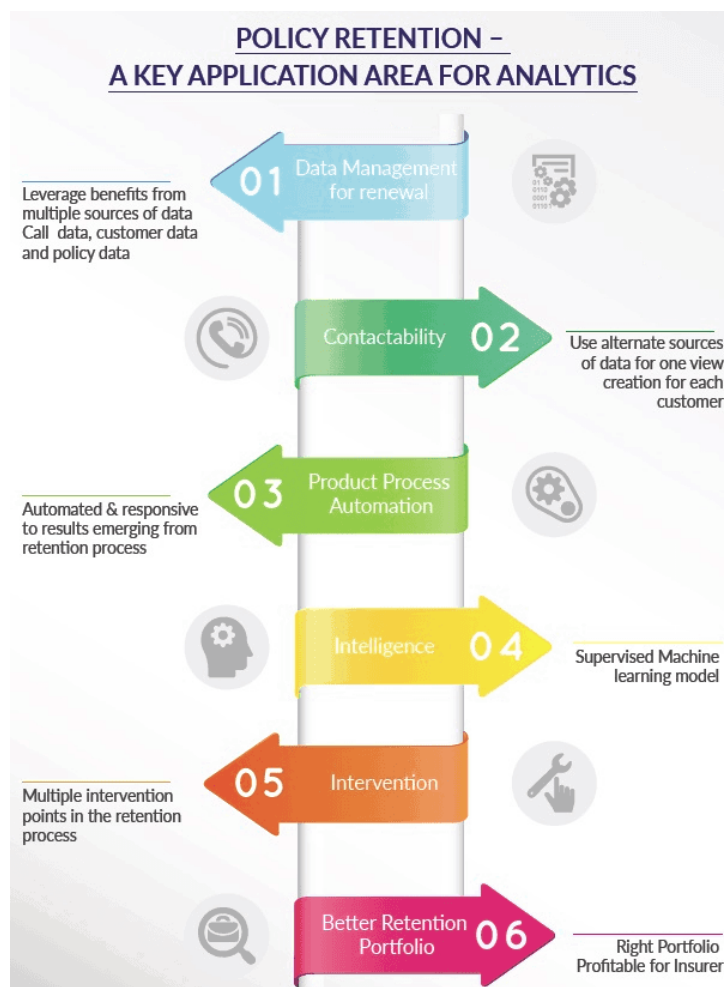 POLICY RETENTION –
A KEY APPLICATION AREA FOR ANALYTICS
01
Data Management
for renewal
Leverage benefits from
multiple sources of data
Call data, customer data
and policy data
01
0110
0001
01101
Contactability
02
Use alternate sources
of data for one view
creation for each
customer
03
Product Process
Automation
Automated & responsive
to results emerging from
retention process
Intelligence
04
Supervised Machine
learning model
05
Intervention
Multiple intervention
points in the retention
process
Better Retention
Portfolio
06
Right Portfolio
Profitable for Insurer